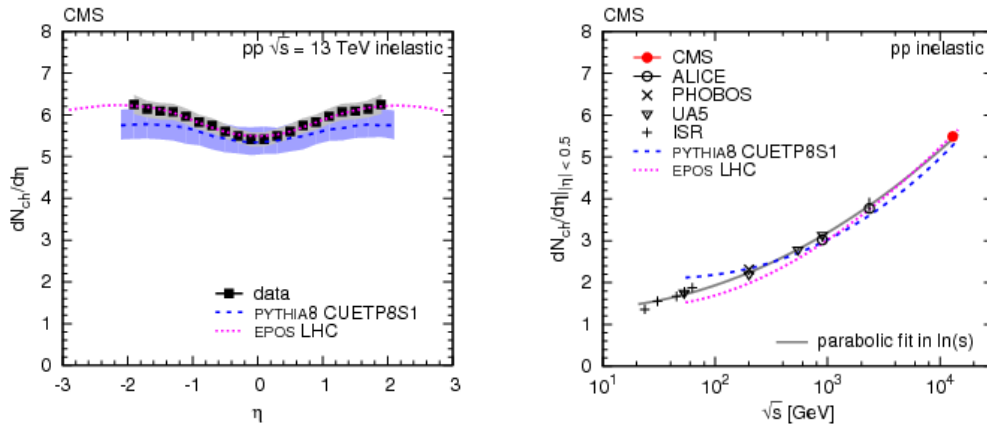 CMS
pp √s = 13 TeV inelastic
8
7
6
5
4
3
2
1
0
dN_ch/dη
data
PYTHIA8 CUETP8S1
EPOS LHC
-3
-2
-1
0
1
2
3
η
CMS
pp inelastic
8
7
6
5
4
3
2
1
0
dN_ch/dη|_|η| < 0.5
CMS
ALICE
PHOBOS
UA5
ISR
PYTHIA8 CUETP8S1
EPOS LHC
parabolic fit in ln(s)
10^1
10^2
10^3
10^4
√s [GeV]